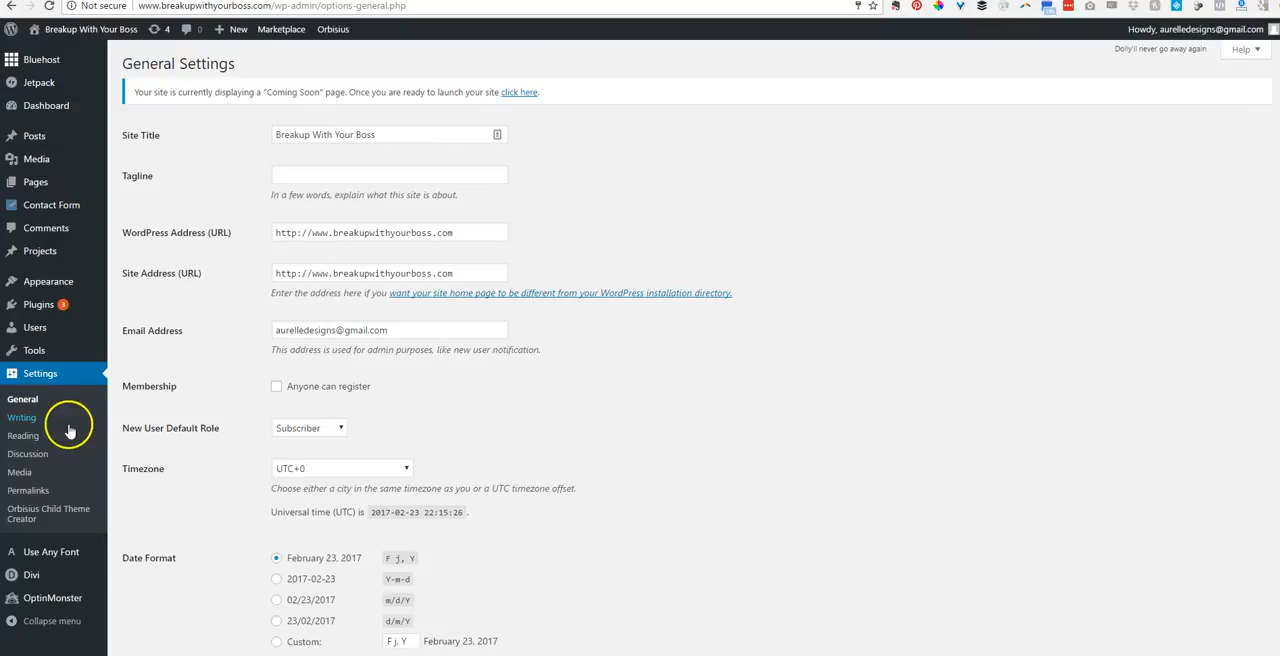 Not secure
www.breakupwithyourboss.com/wp-admin/options-general.php
Breakup With Your Boss
4
0
New
Marketplace
Orbisius
Howdy, aurelledesigns@gmail.com
Bluehost
Jetpack
Dashboard
Posts
Media
Pages
Contact Form
Comments
Projects
Appearance
Plugins 3
Users
Tools
Settings
General
Writing
Reading
Discussion
Media
Permalinks
Orbisius Child Theme
Creator
Use Any Font
Divi
OptinMonster
Collapse menu
Dolly'll never go away again
Help
General Settings
Your site is currently displaying a "Coming Soon" page. Once you are ready to launch your site click here.
Site Title
Breakup With Your Boss
Tagline
In a few words, explain what this site is about.
WordPress Address (URL)
http://www.breakupwithyourboss.com
Site Address (URL)
http://www.breakupwithyourboss.com
Enter the address here if you want your site home page to be different from your WordPress installation directory.
Email Address
aurelledesigns@gmail.com
This address is used for admin purposes, like new user notification.
Membership
Anyone can register
New User Default Role
Subscriber
Timezone
UTC+0
Choose either a city in the same timezone as you or a UTC timezone offset.
Universal time (UTC) is 2017-02-23 22:15:26.
Date Format
February 23, 2017 F j, Y
2017-02-23 Y-m-d
02/23/2017 m/d/Y
23/02/2017 d/m/Y
Custom: F j, Y February 23, 2017